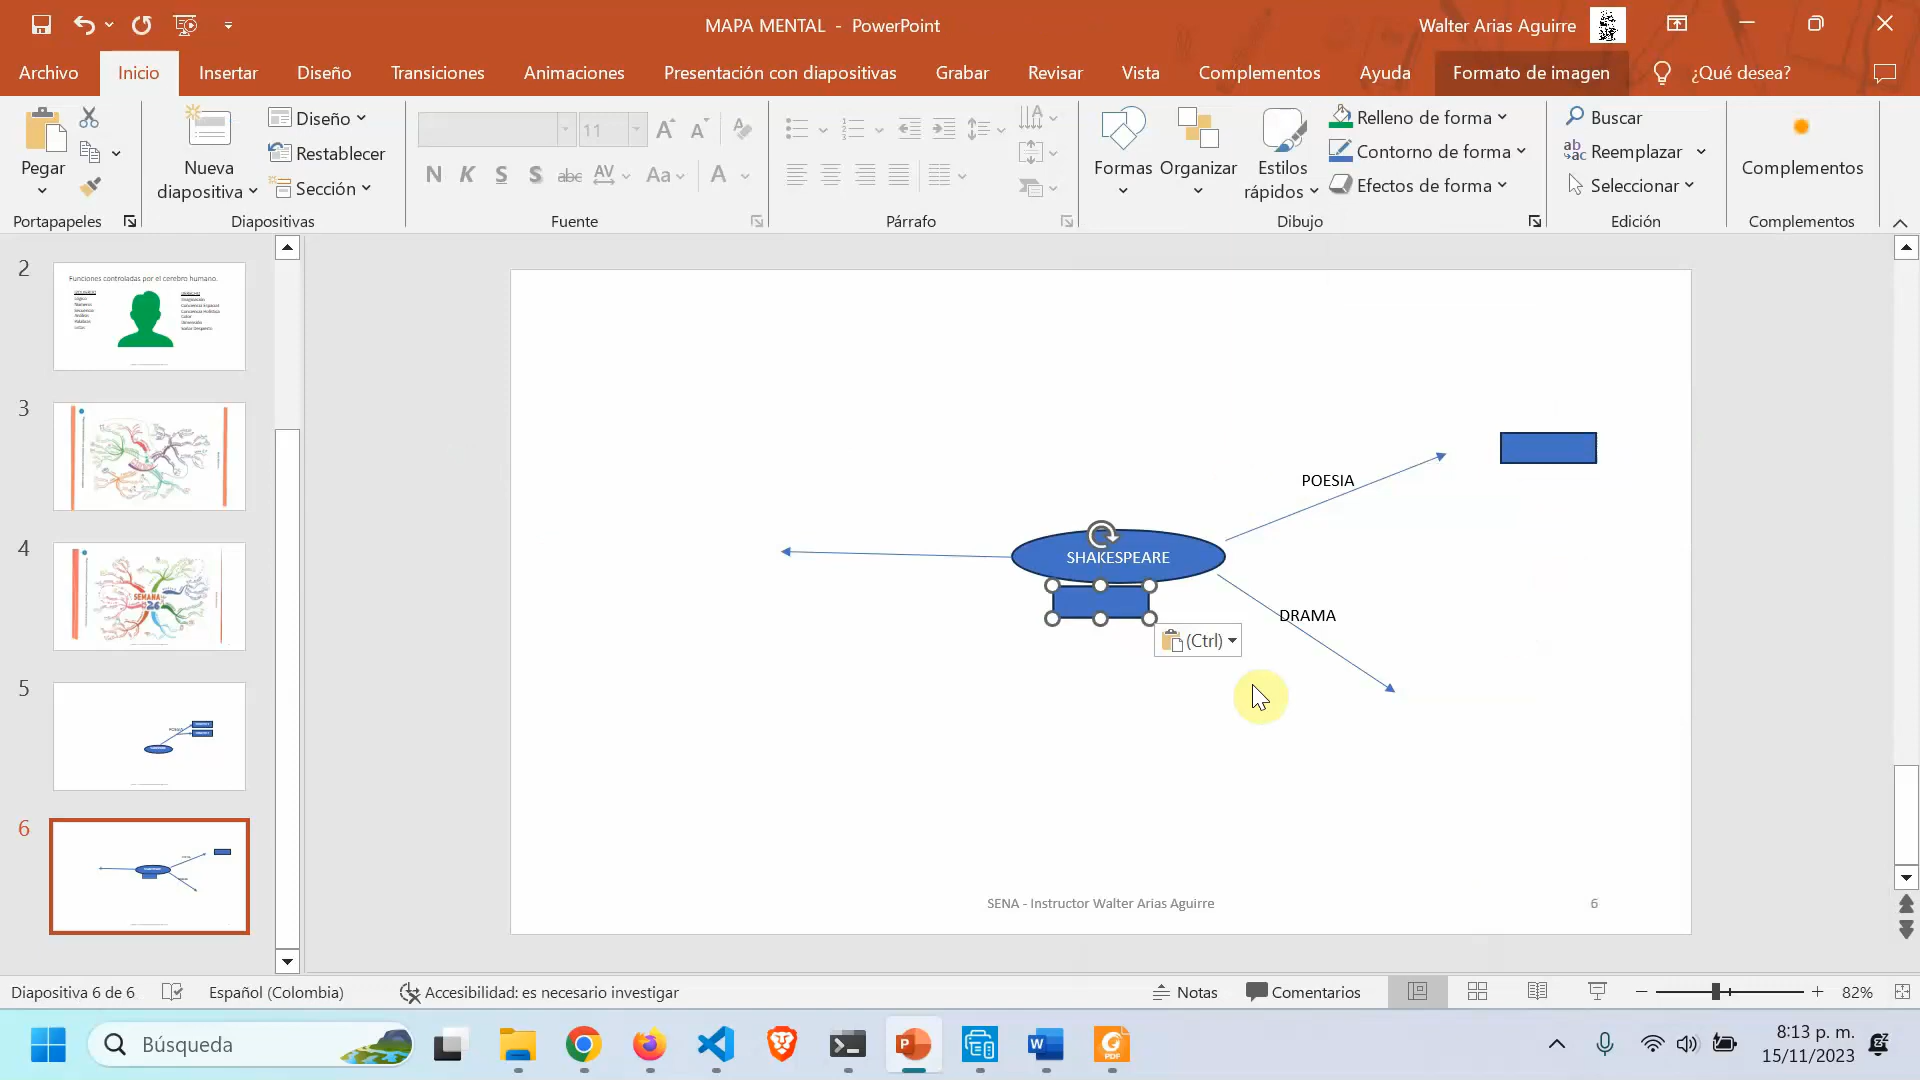 MAPA MENTAL - PowerPoint
Walter Arias Aguirre
Archivo
Inicio
Insertar
Diseño
Transiciones
Animaciones
Presentación con diapositivas
Grabar
Revisar
Vista
Complementos
Ayuda
Formato de imagen
¿Qué desea?
Pegar
Nueva
diapositiva
Diseño
Restablecer
Sección
11
N K S S abc AV Aa A
Formas
Organizar
Estilos
rápidos
Relleno de forma
Contorno de forma
Efectos de forma
Buscar
Reemplazar
Seleccionar
Complementos
Portapapeles
Diapositivas
Fuente
Párrafo
Dibujo
Edición
Complementos
2
Funciones controladas por el cerebro humano.
3
4
SEMANA
26
5
6
POESIA
SHAKESPEARE
DRAMA
(Ctrl)
SENA - Instructor Walter Arias Aguirre
6
Diapositiva 6 de 6
Español (Colombia)
Accesibilidad: es necesario investigar
Notas
Comentarios
82%
Búsqueda
8:13 p. m.
15/11/2023